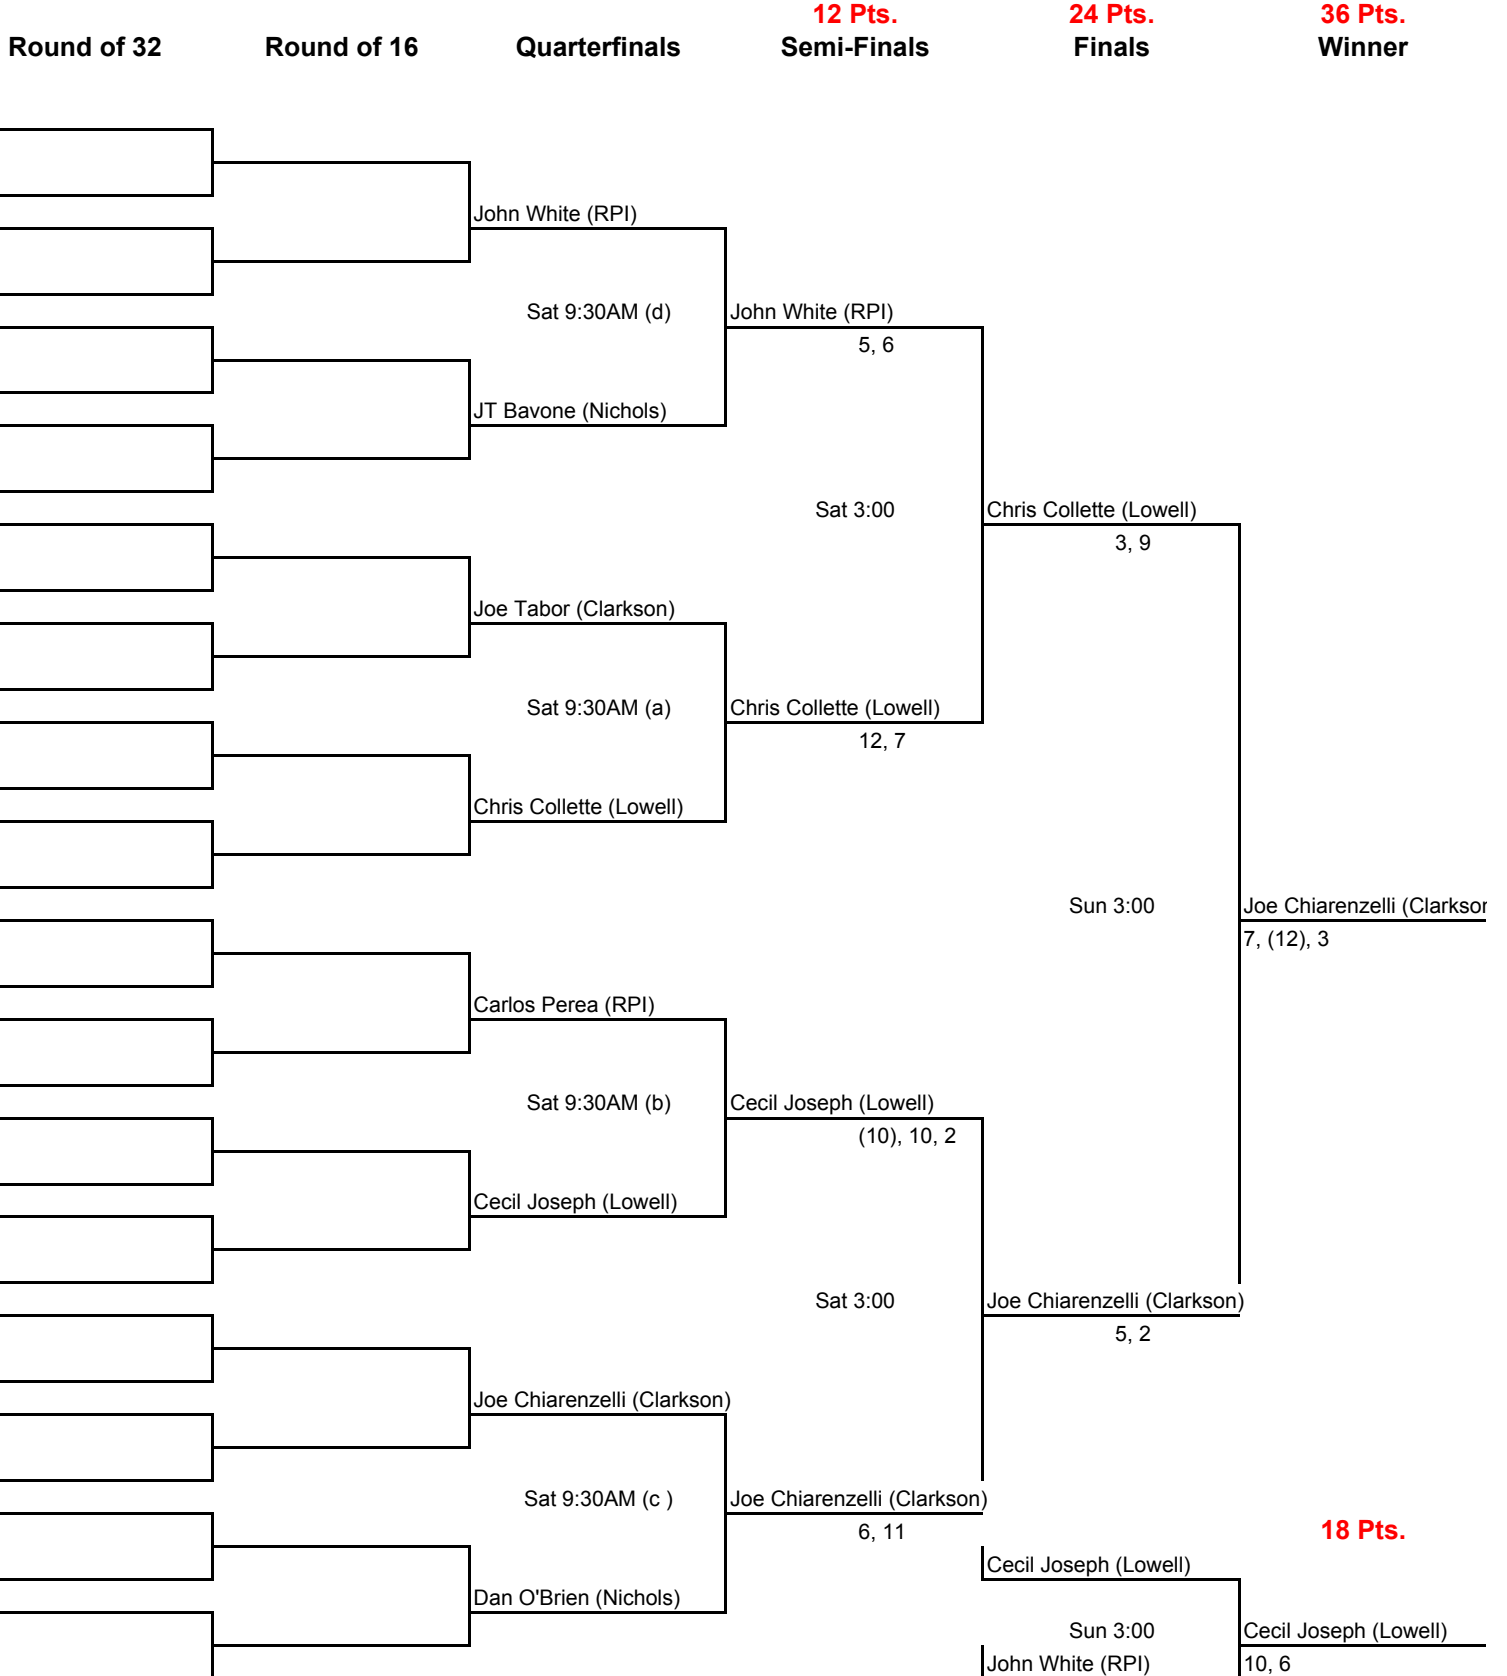 12 Pts. 24 Pts. 36 Pts.
Round of 32 Round of 16 Quarterfinals Semi-Finals Finals Winner
John White (RPI)
Sat 9:30AM (d) John White (RPI)
5, 6
JT Bavone (Nichols)
Sat 3:00 Chris Collette (Lowell)
3, 9
Joe Tabor (Clarkson)
Sat 9:30AM (a) Chris Collette (Lowell)
12, 7
Chris Collette (Lowell)
Sun 3:00 Joe Chiarenzelli (Clarkson
7, (12), 3
Carlos Perea (RPI)
Sat 9:30AM (b) Cecil Joseph (Lowell)
(10), 10, 2
Cecil Joseph (Lowell)
Sat 3:00 Joe Chiarenzelli (Clarkson)
5, 2
Joe Chiarenzelli (Clarkson)
Sat 9:30AM (c ) Joe Chiarenzelli (Clarkson)
6, 11 18 Pts.
Cecil Joseph (Lowell)
Dan O'Brien (Nichols)
Sun 3:00 Cecil Joseph (Lowell)
John White (RPI) 10, 6